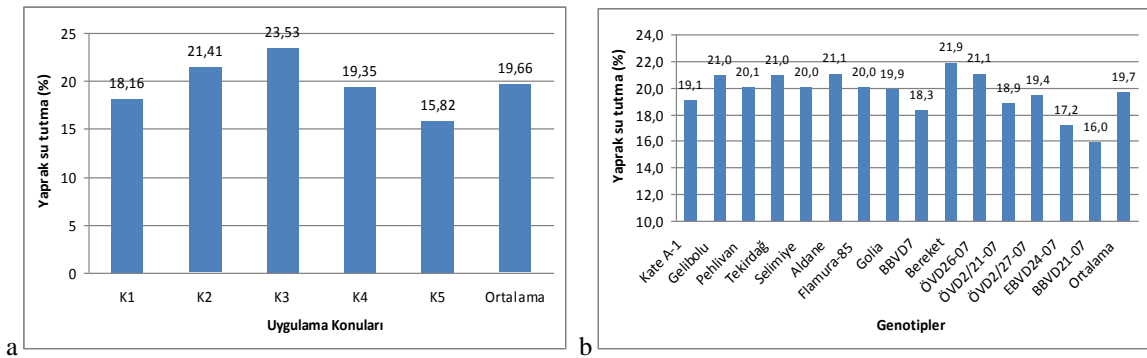 Yaprak su tutma (%)
25
20
15
10
5
0
18,16
21,41
23,53
19,35
15,82
19,66
K1
K2
K3
K4
K5
Ortalama
Uygulama Konuları
a
Yaprak su tutma (%)
24,0
22,0
20,0
18,0
16,0
14,0
12,0
10,0
19,1
21,0
20,1
21,0
20,0
21,1
20,0
19,9
18,3
21,9
21,1
18,9
19,4
17,2
16,0
19,7
Kate A-1
Gelibolu
Pehlivan
Tekirdağ
Selimiye
Aldane
Flamura-85
Golia
BBVD7
Bereket
ÖVD26-07
ÖVD2/21-07
ÖVD2/27-07
EBVD24-07
BBVD21-07
Ortalama
Genotipler
b